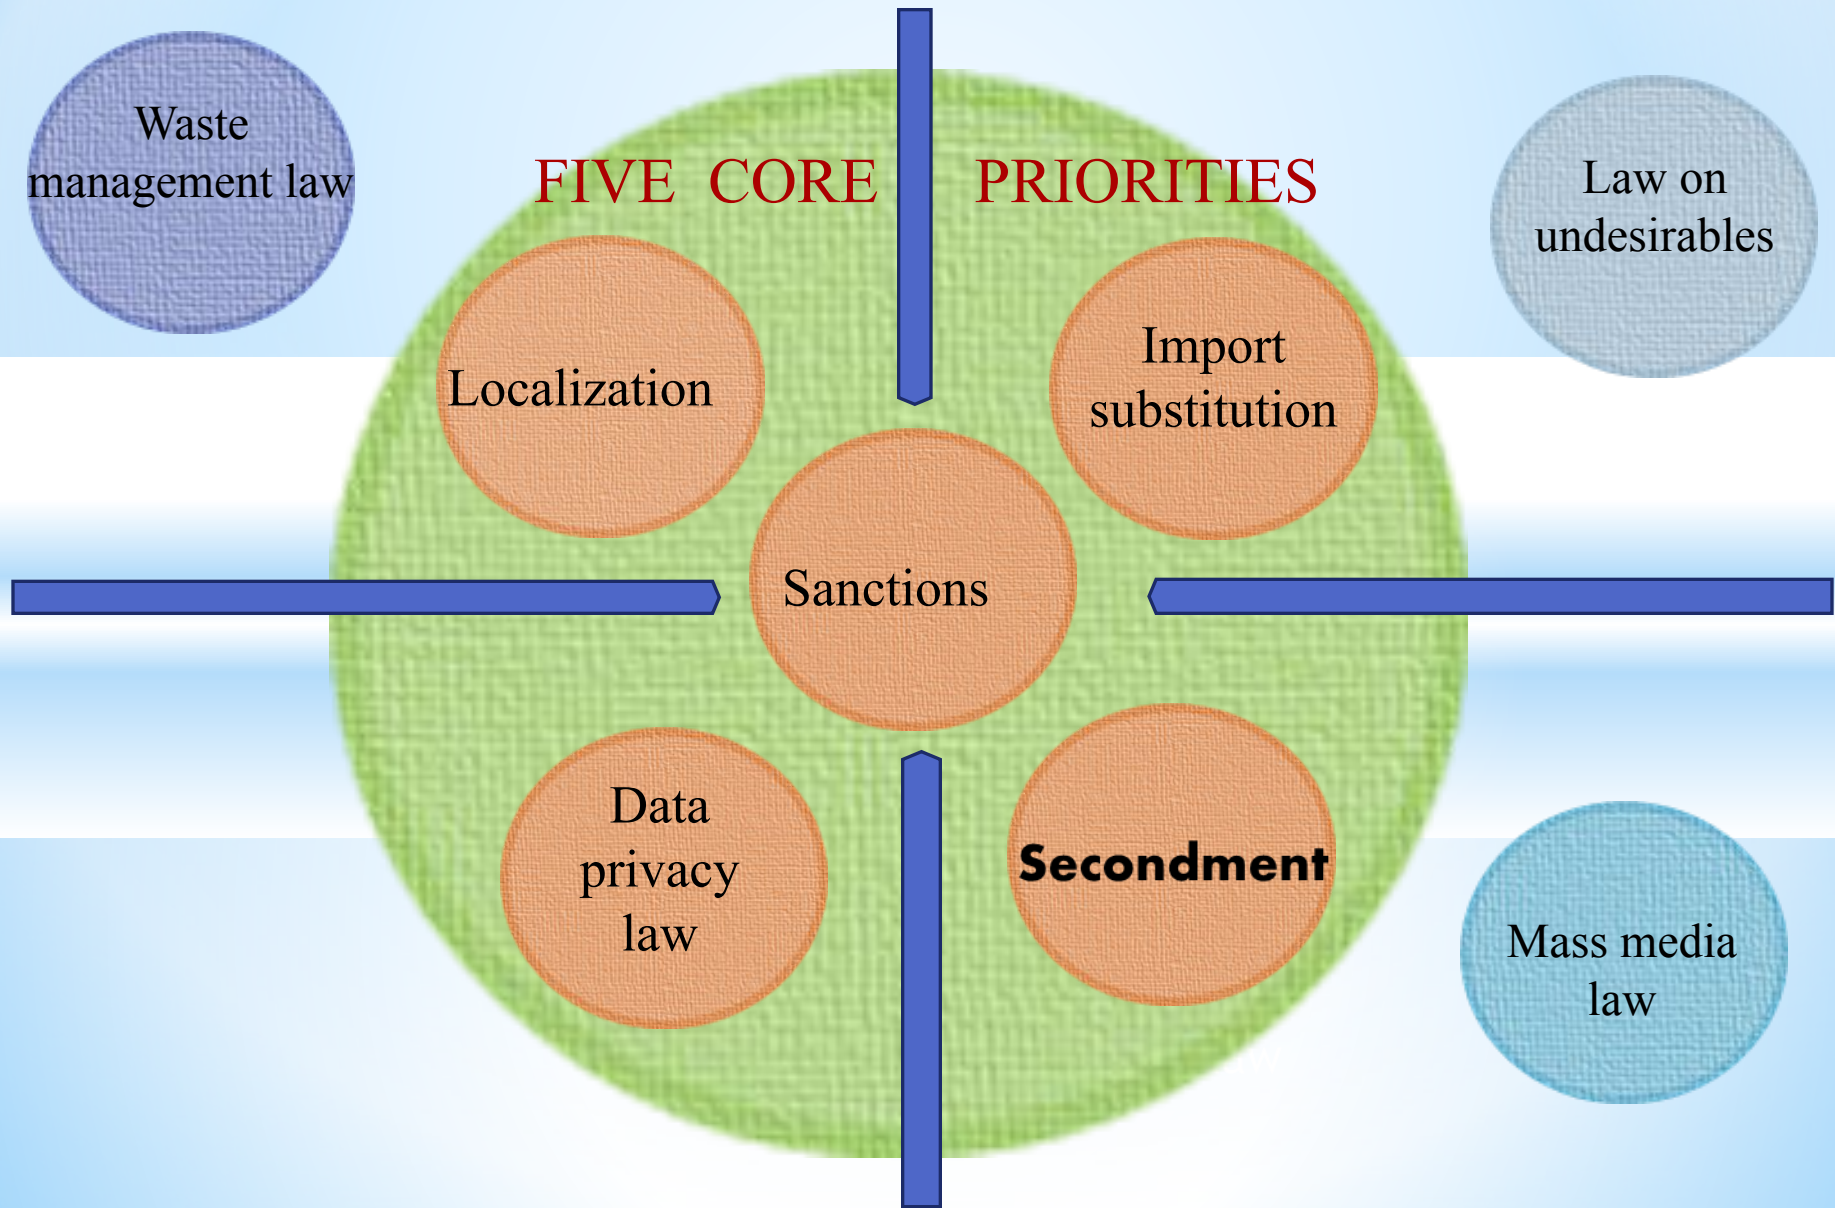 Waste
management law
FIVE CORE PRIORITIES
Law on
undesirables
Localization
Import
substitution
Sanctions
Data
privacy
law
Secondment
Mass media
law